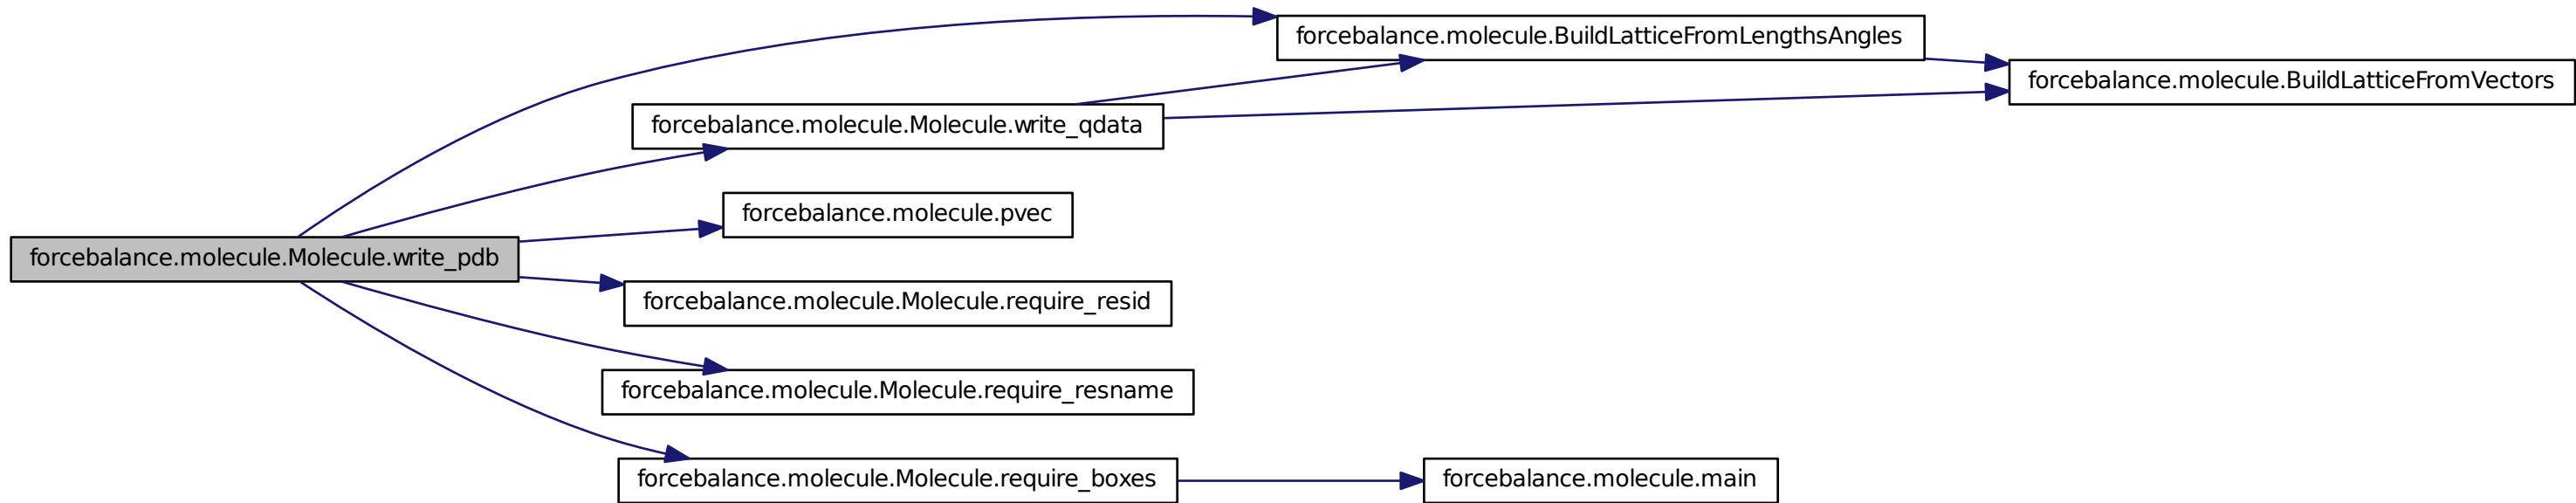 forcebalance.molecule.BuildLatticeFromLengthsAngles
forcebalance.molecule.BuildLatticeFromVectors
forcebalance.molecule.Molecule.write_qdata
forcebalance.molecule.pvec
forcebalance.molecule.Molecule.write_pdb
forcebalance.molecule.Molecule.require_resid
forcebalance.molecule.Molecule.require_resname
forcebalance.molecule.Molecule.require_boxes
forcebalance.molecule.main